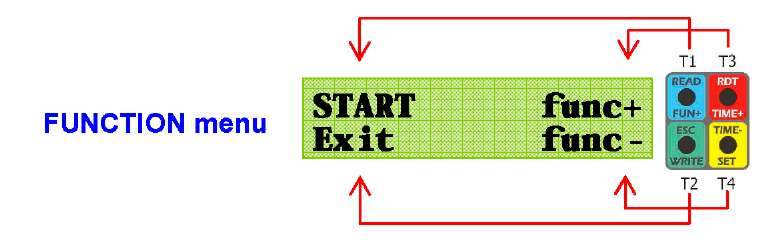 FUNCTION menu
START func+
Exit func-
T1 T3
READ RDT
FUN+ TIME+
ESC TIME-
WRITE SET
T2 T4